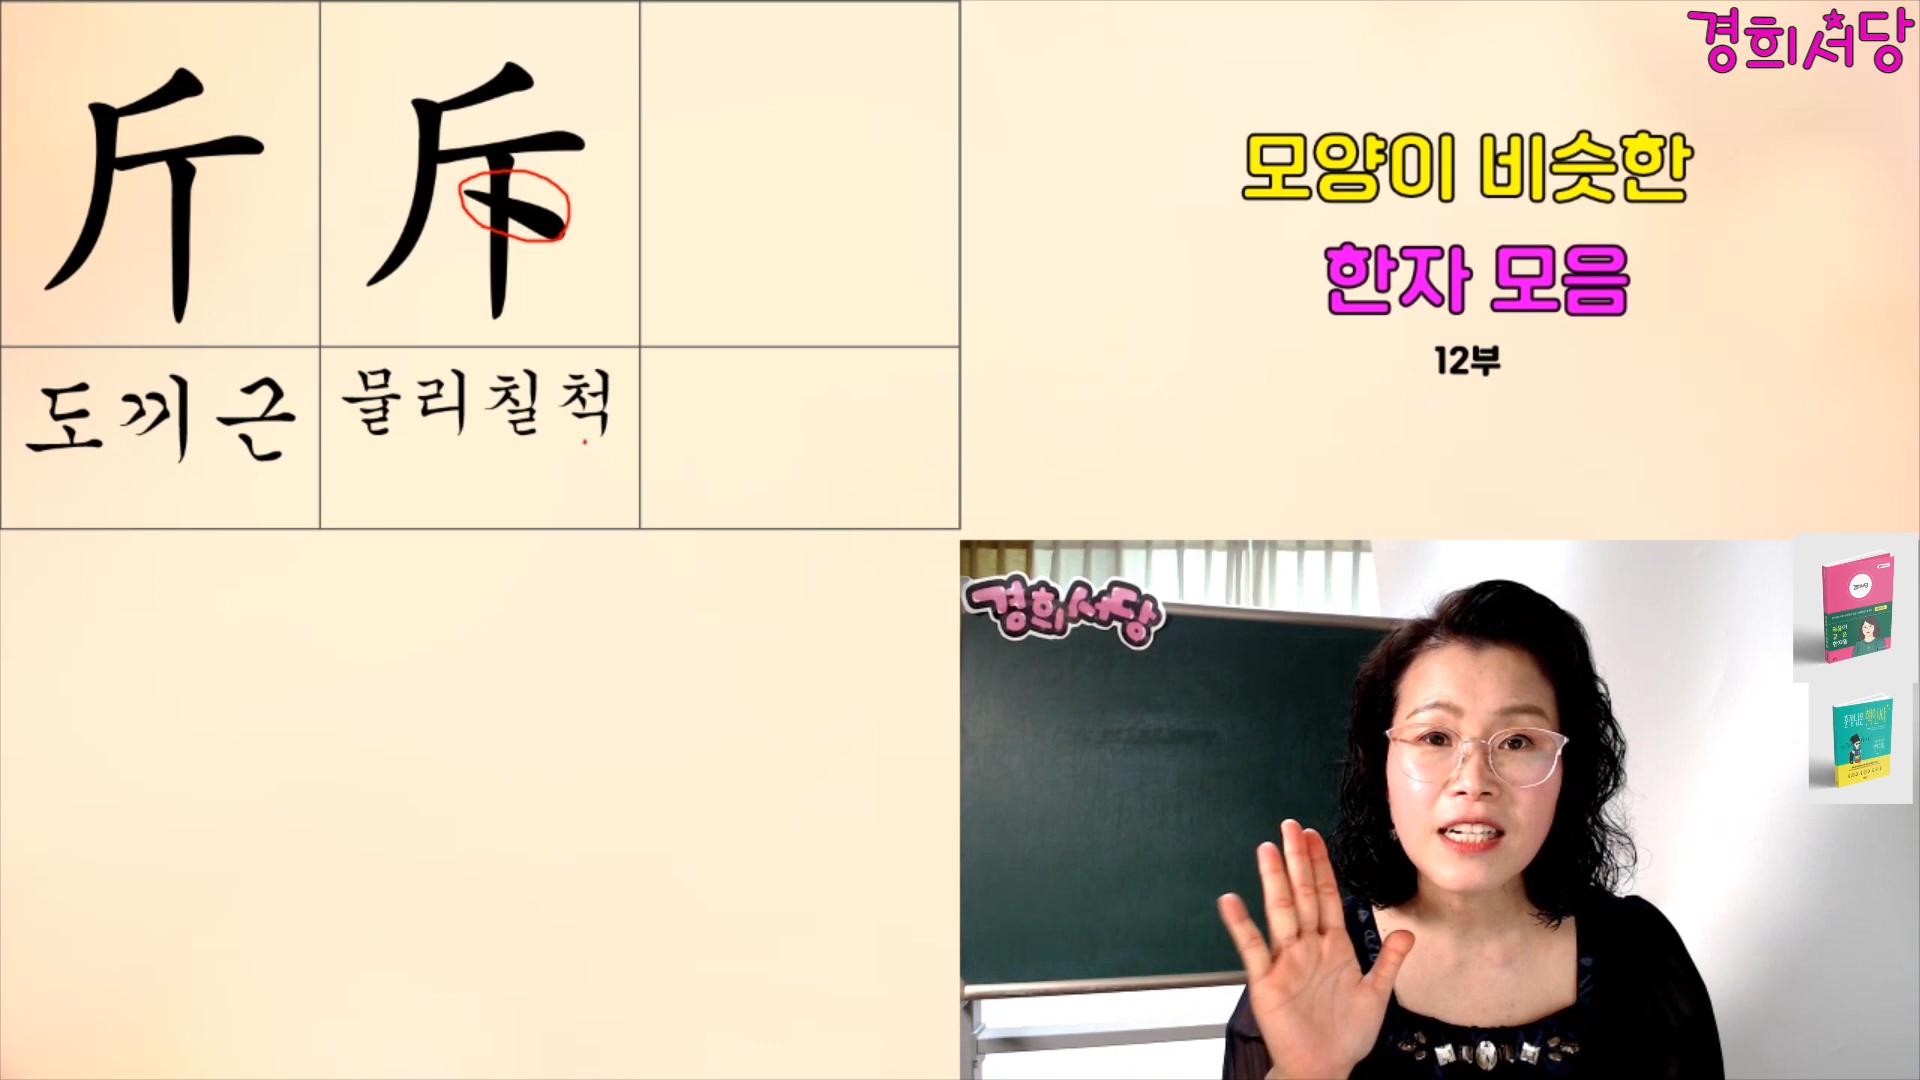 斤 斥
도끼 근 물리칠 척
경희서당
모양이 비슷한
한자 모음
12부
경희서당